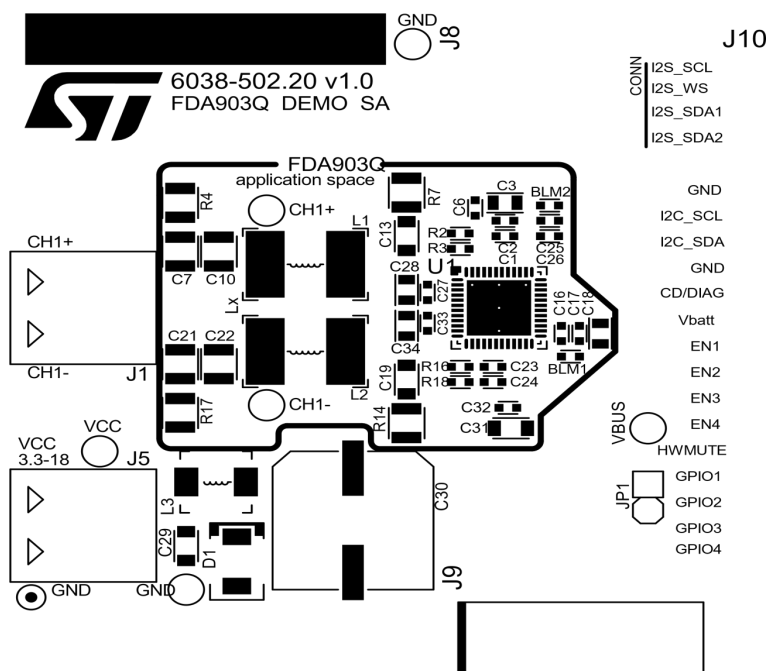 GND
J8
J10
ST
6038-502.20 v1.0
FDA903Q DEMO SA
CONN
I2S_SCL
I2S_WS
I2S_SDA1
I2S_SDA2
FDA903Q
application space
R4
CH1+
L1
R7
C6
C3
BLM2
C13
R2
R3
C2
C1
C25
C26
GND
I2C_SCL
I2C_SDA
GND
CD/DIAG
Vbatt
EN1
EN2
EN3
EN4
HWMUTE
GPIO1
GPIO2
GPIO3
GPIO4
CH1+
C7
C10
Lx
C28
U1
C27
C33
C34
C16
C17
C18
BLM1
C21
C22
L2
C19
R16
R18
C23
C24
CH1-
J1
R17
CH1-
R14
C32
C31
VBUS
VCC
VCC
3.3-18
J5
L3
C30
JP1
C29
D1
J9
GND
GND